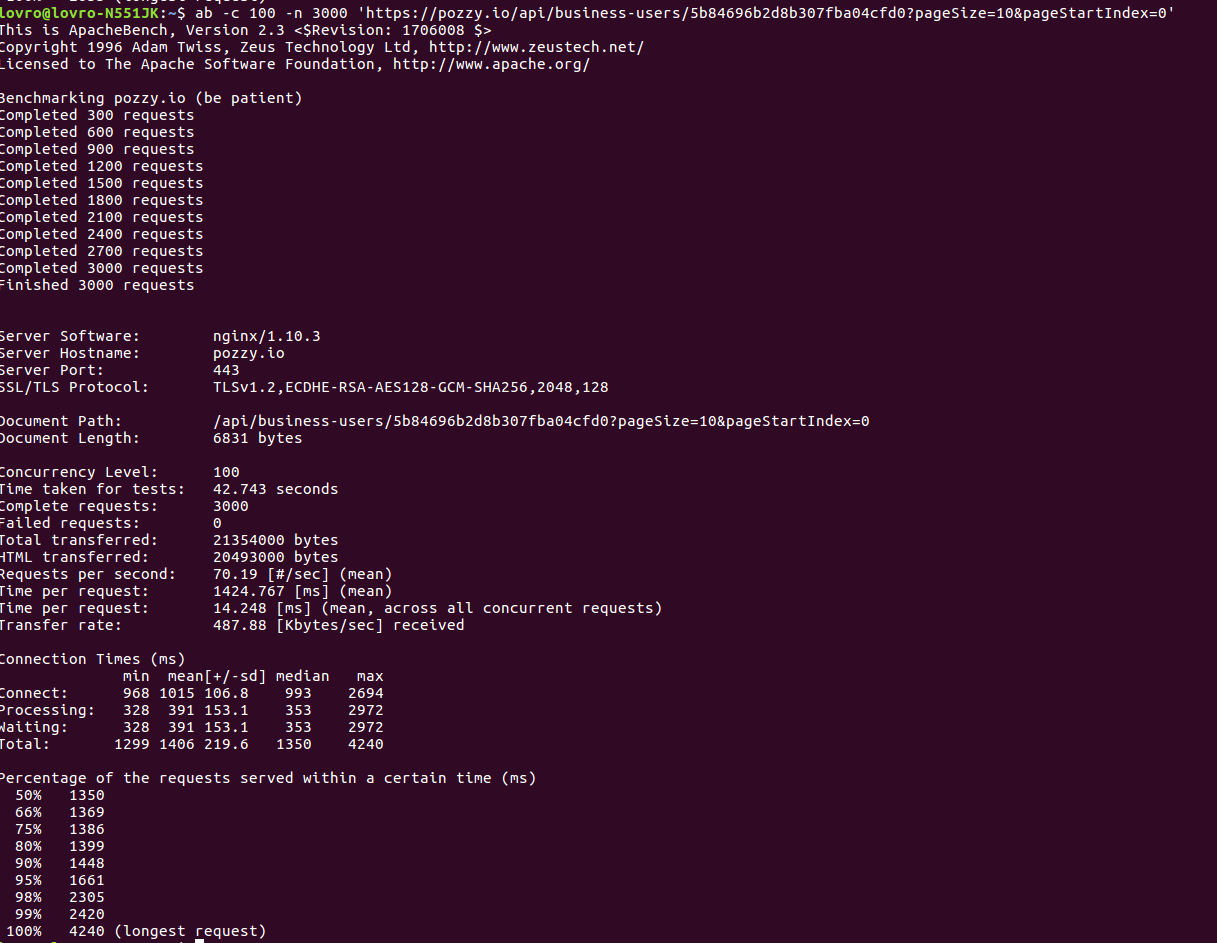 lovro@lovro-N551JK:~$ ab -c 100 -n 3000 'https://pozzy.io/api/business-users/5b84696b2d8b307fba04cfd0?pageSize=10&pageStartIndex=0'
This is ApacheBench, Version 2.3 <$Revision: 1706008 $>
Copyright 1996 Adam Twiss, Zeus Technology Ltd, http://www.zeustech.net/
Licensed to The Apache Software Foundation, http://www.apache.org/

Benchmarking pozzy.io (be patient)
Completed 300 requests
Completed 600 requests
Completed 900 requests
Completed 1200 requests
Completed 1500 requests
Completed 1800 requests
Completed 2100 requests
Completed 2400 requests
Completed 2700 requests
Completed 3000 requests
Finished 3000 requests

Server Software:        nginx/1.10.3
Server Hostname:        pozzy.io
Server Port:            443
SSL/TLS Protocol:       TLSv1.2,ECDHE-RSA-AES128-GCM-SHA256,2048,128

Document Path:          /api/business-users/5b84696b2d8b307fba04cfd0?pageSize=10&pageStartIndex=0
Document Length:        6831 bytes

Concurrency Level:      100
Time taken for tests:   42.743 seconds
Complete requests:      3000
Failed requests:        0
Total transferred:      21354000 bytes
HTML transferred:       20493000 bytes
Requests per second:    70.19 [#/sec] (mean)
Time per request:       1424.767 [ms] (mean)
Time per request:       14.248 [ms] (mean, across all concurrent requests)
Transfer rate:          487.88 [Kbytes/sec] received

Connection Times (ms)
              min  mean[+/-sd] median   max
Connect:      968 1015 106.8    993    2694
Processing:   328  391 153.1    353    2972
Waiting:      328  391 153.1    353    2972
Total:       1299 1406 219.6   1350    4240

Percentage of the requests served within a certain time (ms)
  50%   1350
  66%   1369
  75%   1386
  80%   1399
  90%   1448
  95%   1661
  98%   2305
  99%   2420
 100%   4240 (longest request)